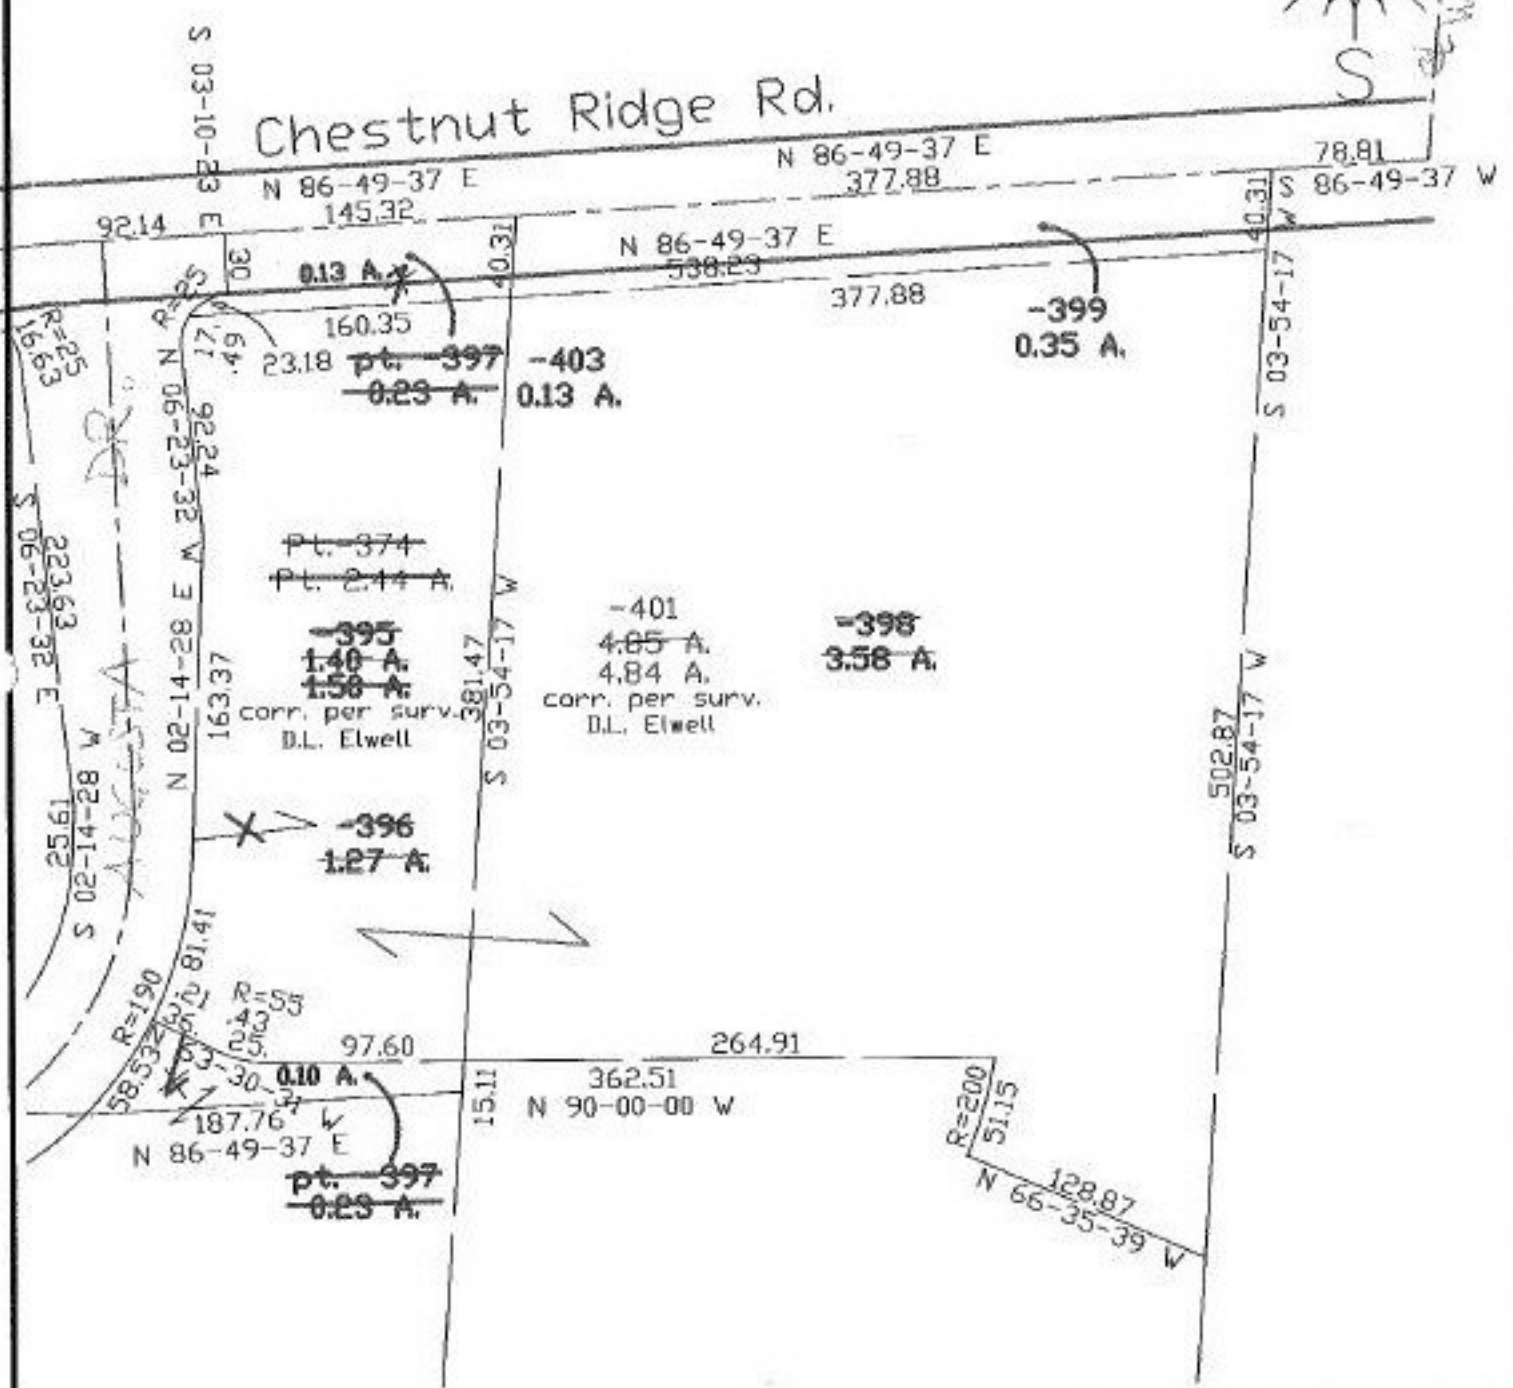 S
S 03-10-23 E
Chestnut Ridge Rd.
N 86-49-37 E
377.88
78.81
S 86-49-37 W
N 86-49-37 E
145.32
92.14
30
40.31
40.31
N 86-49-37 E
538.23
377.88
0.13 A.
R=25
17.49
160.35
23.18
pt. -397
0.23 A.
-403
0.13 A.
-399
0.35 A.
S 03-54-17 W
R=25
16.63
DR.
N 06-23-32 W
92.24
S 06-23-32 E
223.63
Pt.-374
Pt. 2.44 A.
-395
1.40 A.
1.58 A.
corr. per surv.
D.L. Elwell
381.47
S 03-54-17 W
-401
4.85 A.
4.84 A.
corr. per surv.
D.L. Elwell
-398
3.58 A.
502.87
S 03-54-17 W
N 02-14-28 E
163.37
25.61
S 02-14-28 W
AUGUSTA
-396
1.27 A.
81.41
R=190
58.53
R=55
.43
25.
97.60
264.91
0.10 A.
362.51
N 90-00-00 W
15.11
R=200
51.15
187.76
N 86-49-37 E
pt. -397
0.23 A.
128.87
N 66-35-39 W